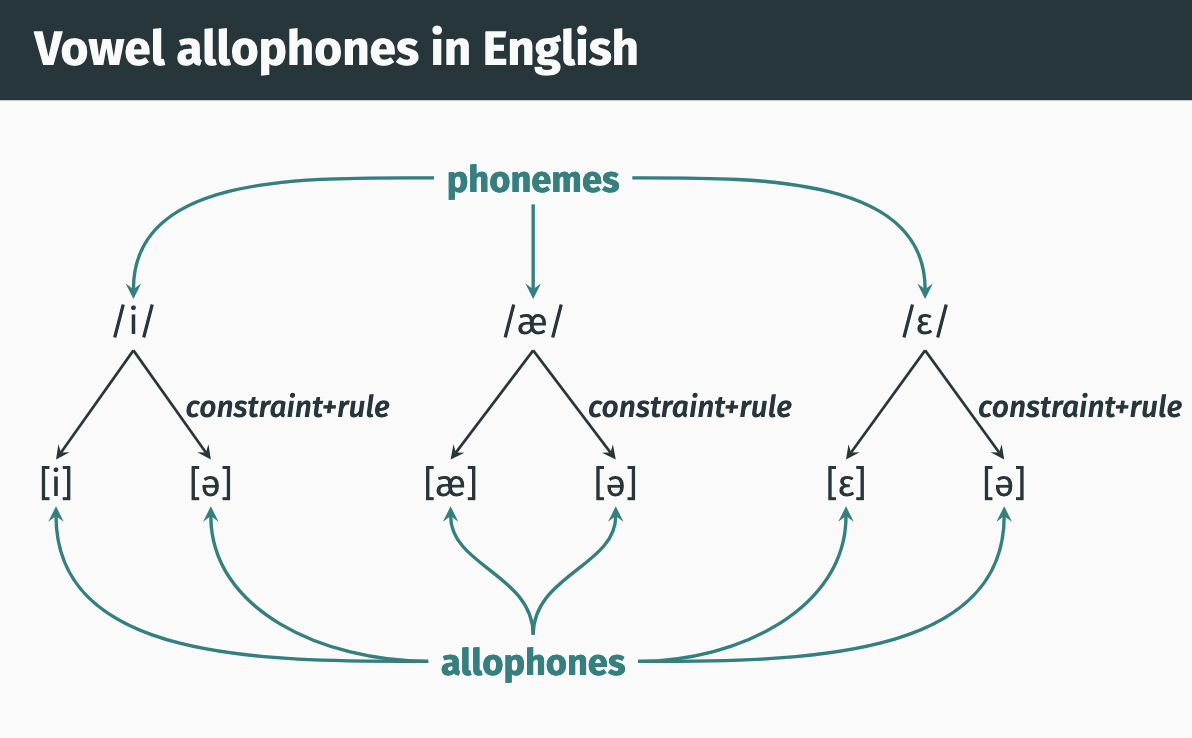 Vowel allophones in English
phonemes
/i/ /æ/ /ɛ/
constraint+rule constraint+rule constraint+rule
[i] [ə] [æ] [ə] [ɛ] [ə]
allophones